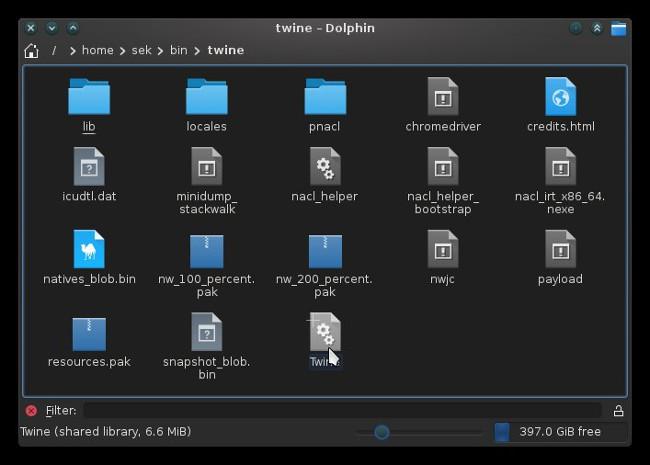 twine – Dolphin
/ > home > sek > bin > twine
lib
locales
pnacl
chromedriver
credits.html
icudtl.dat
minidump_
stackwalk
nacl_helper
nacl_helper_
bootstrap
nacl_irt_x86_64.
nexe
natives_blob.bin
nw_100_percent.
pak
nw_200_percent.
pak
nwjc
payload
resources.pak
snapshot_blob.
bin
Twine
Filter:
Twine (shared library, 6.6 MiB)
397.0 GiB free